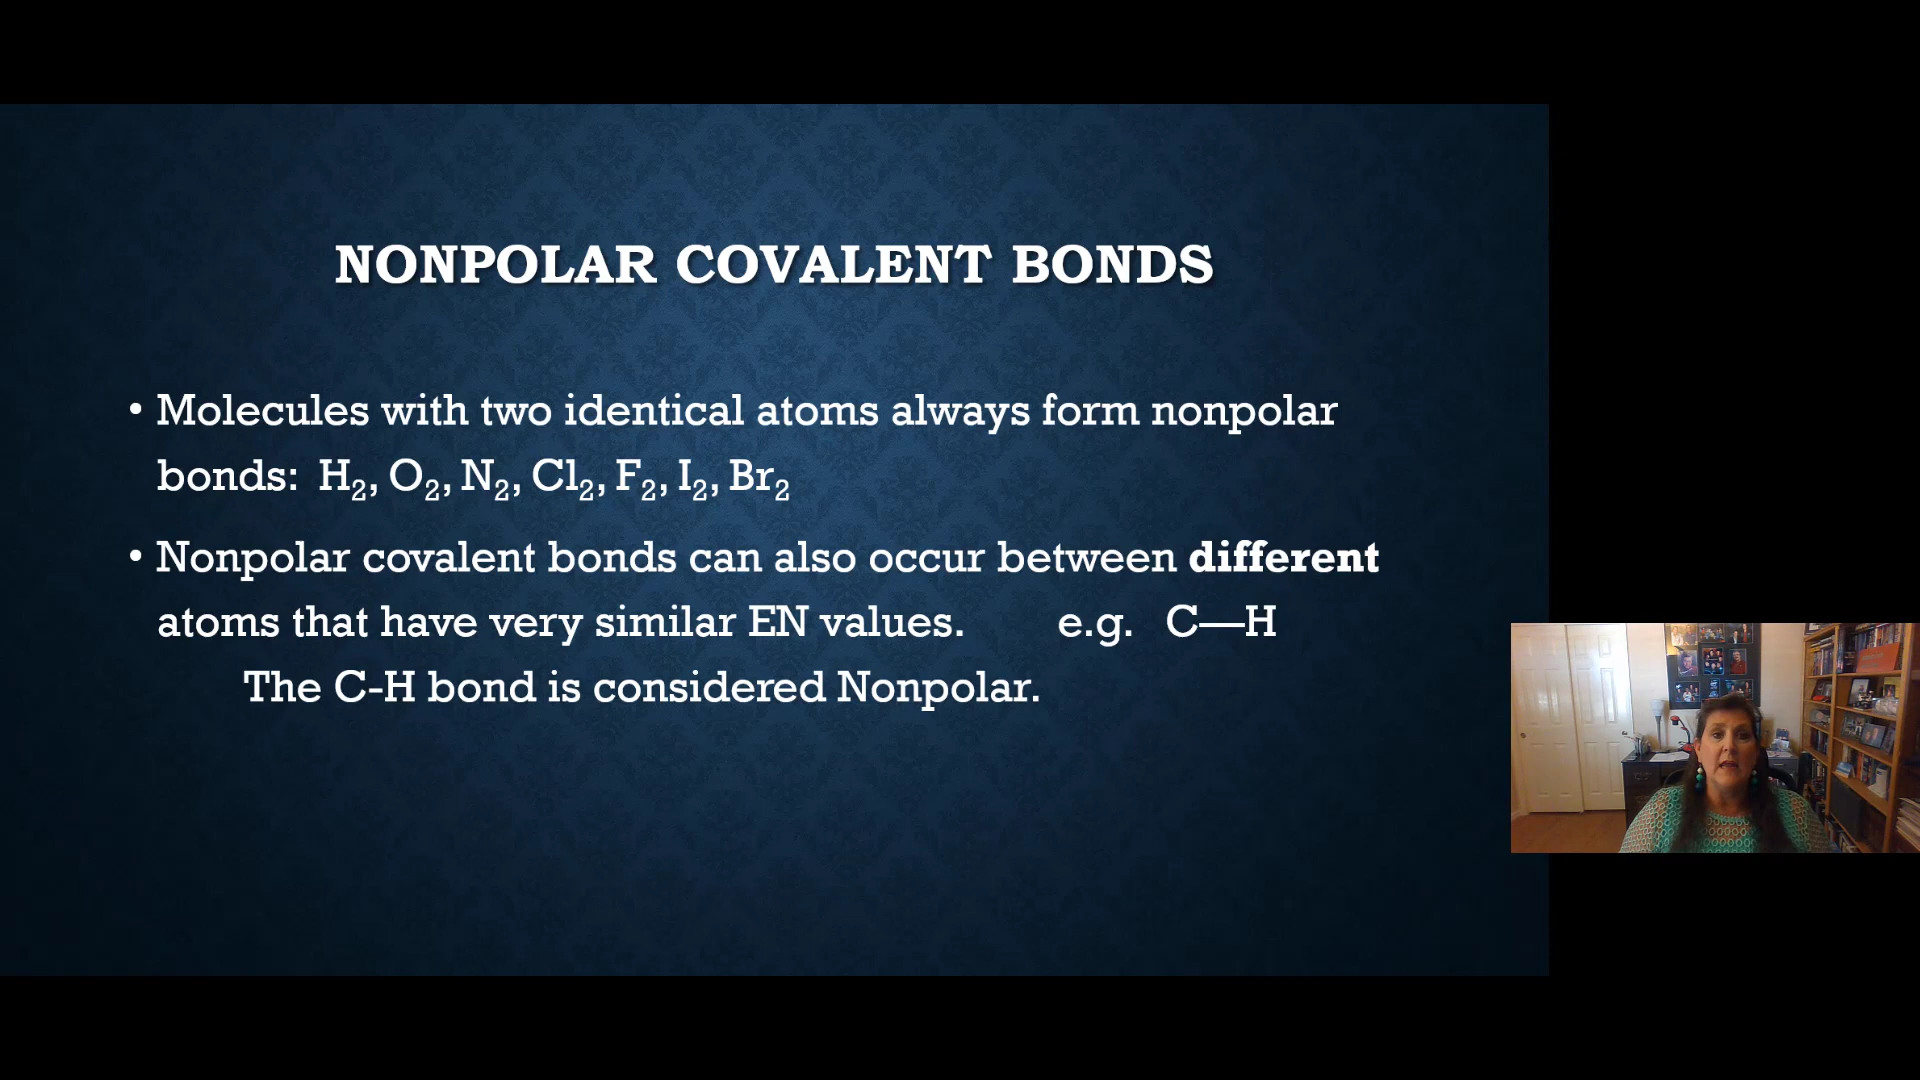 NONPOLAR COVALENT BONDS
• Molecules with two identical atoms always form nonpolar
bonds: H₂, O₂, N₂, Cl₂, F₂, I₂, Br₂
• Nonpolar covalent bonds can also occur between different
atoms that have very similar EN values. e.g. C—H
The C-H bond is considered Nonpolar.